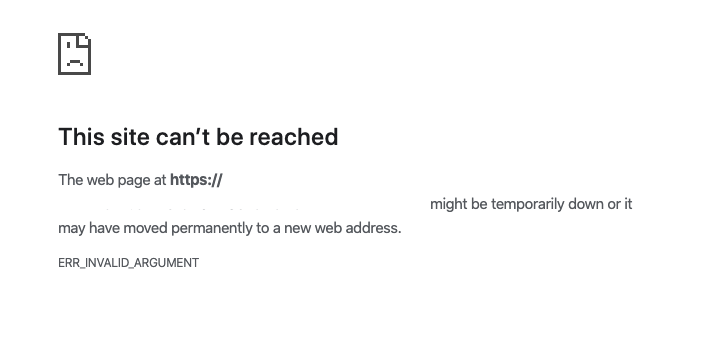 This site can’t be reached
The web page at https://
might be temporarily down or it
may have moved permanently to a new web address.
ERR_INVALID_ARGUMENT